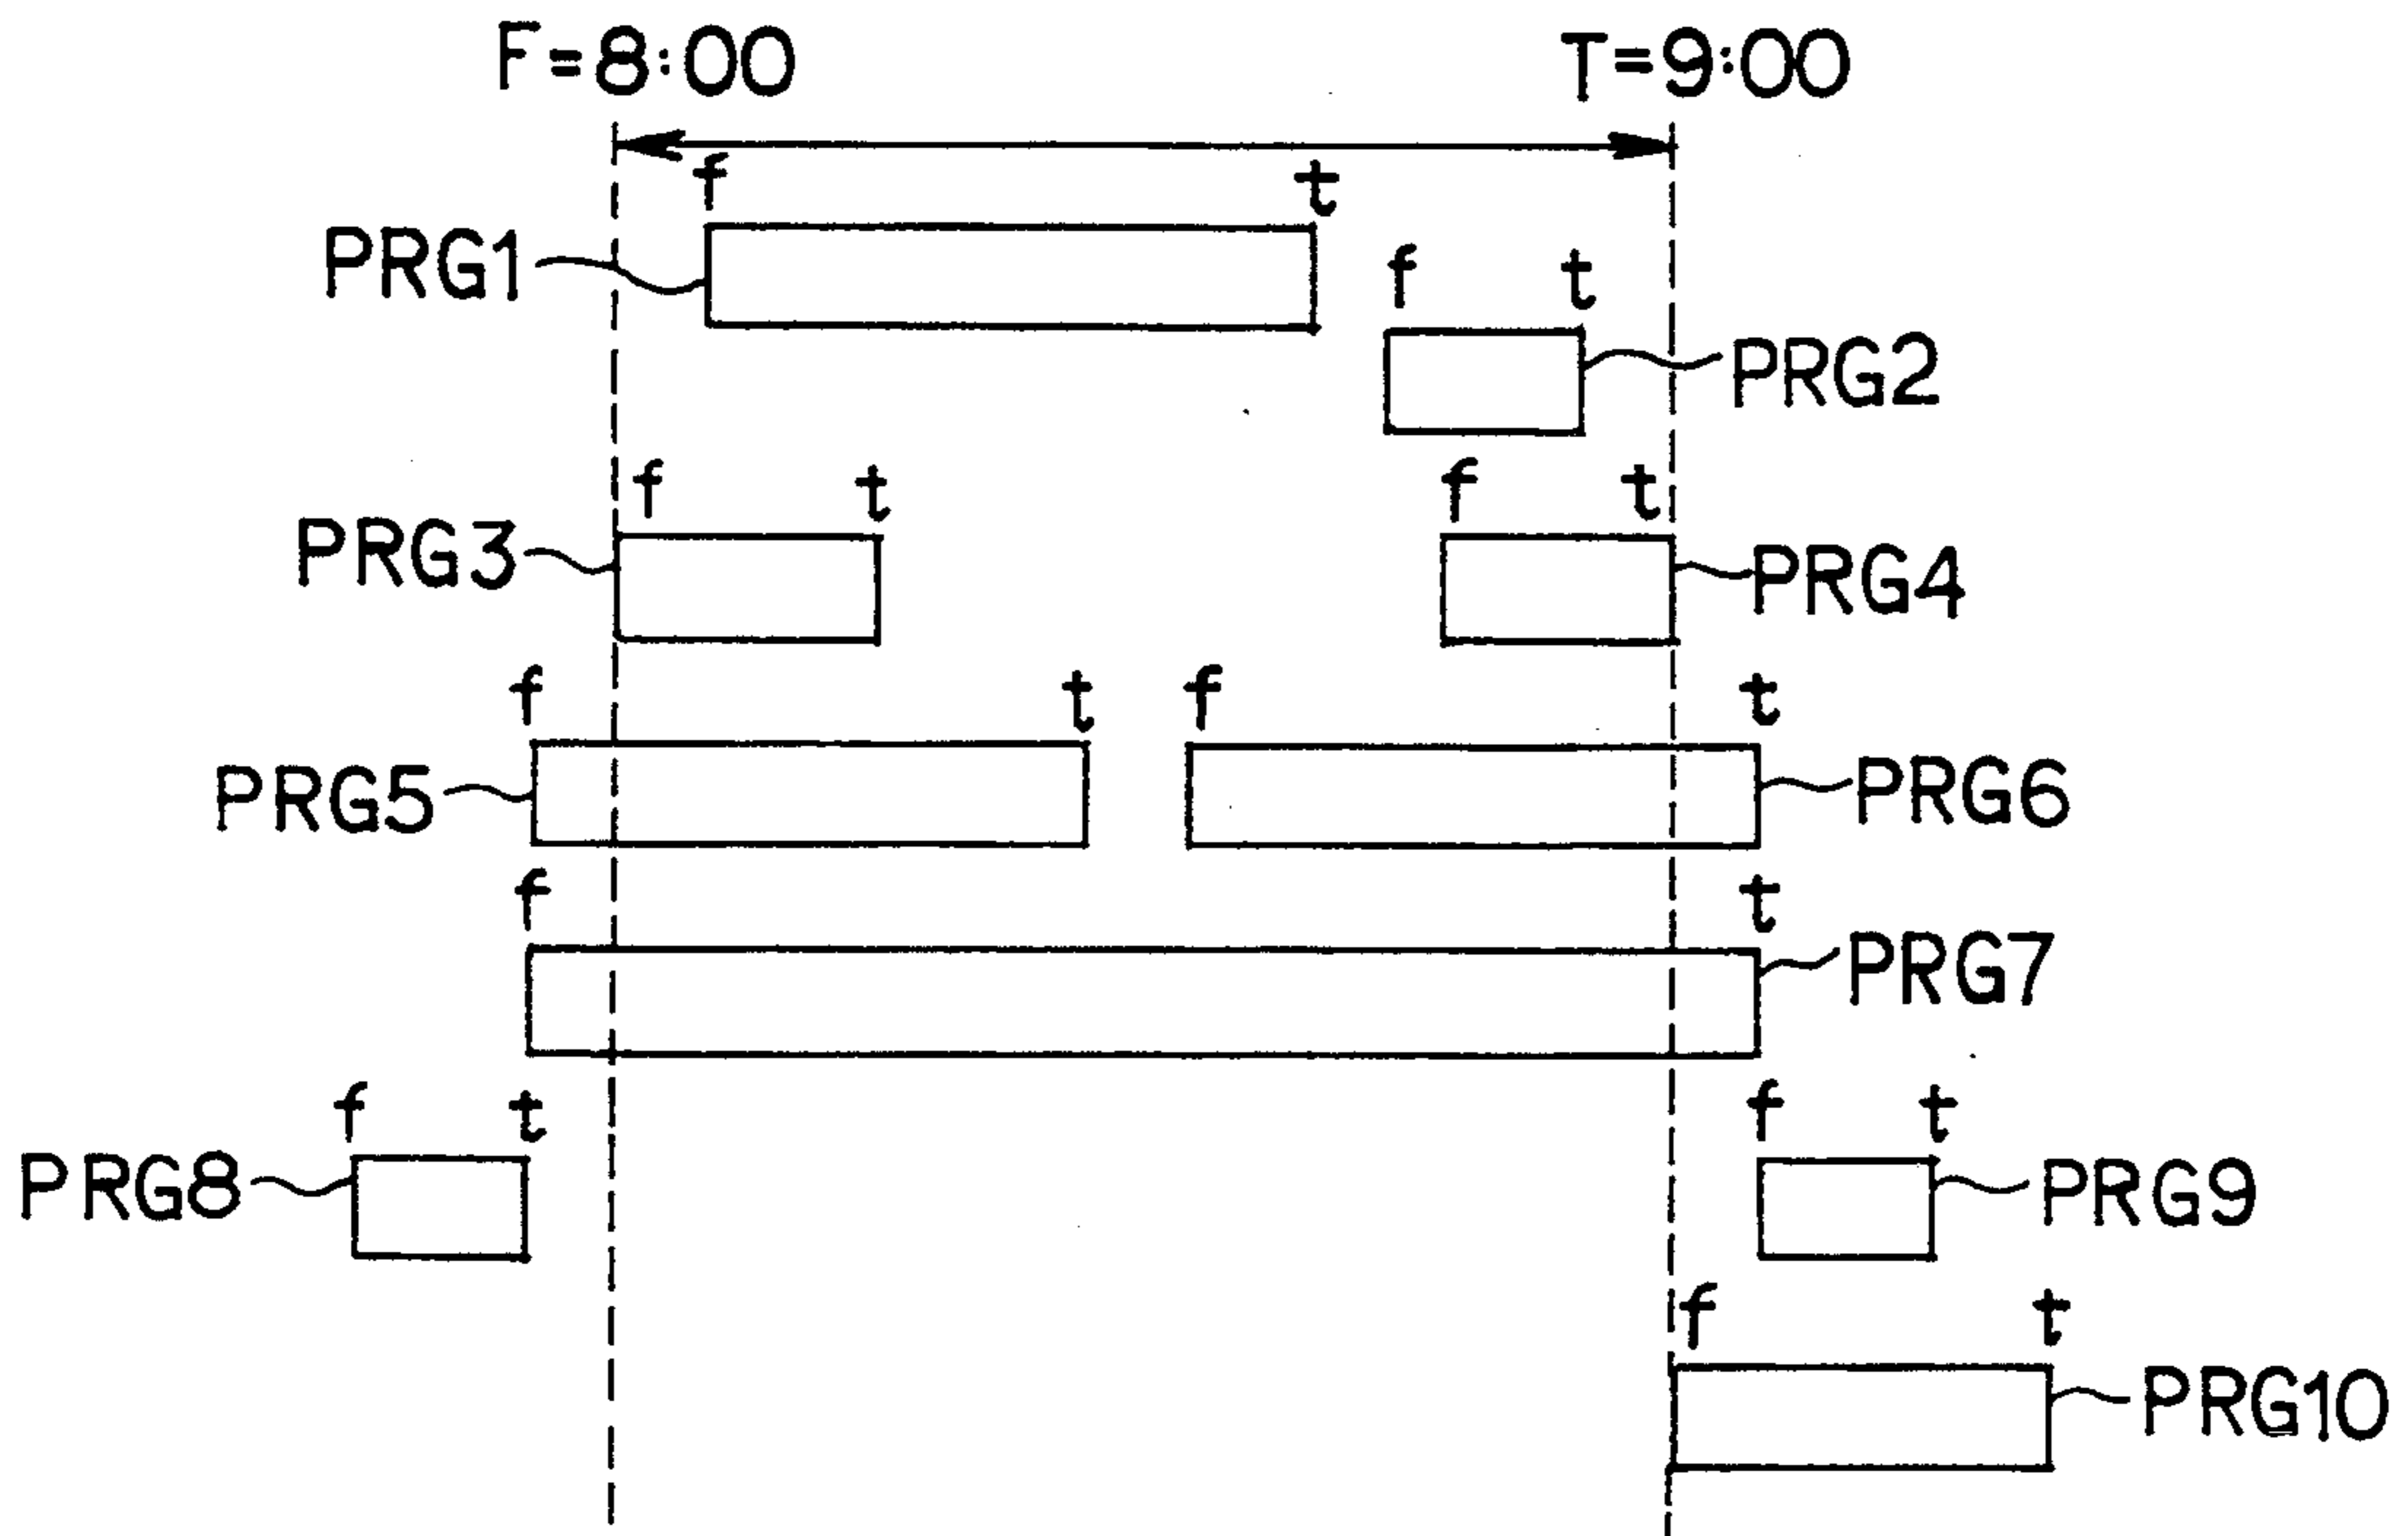 F=8:00 T=9:00
f t
PRG1
f t
PRG2
f t f t
PRG3 PRG4
f t f t
PRG5 PRG6
f t
PRG7
f t f t
PRG8 PRG9
f t
PRG10